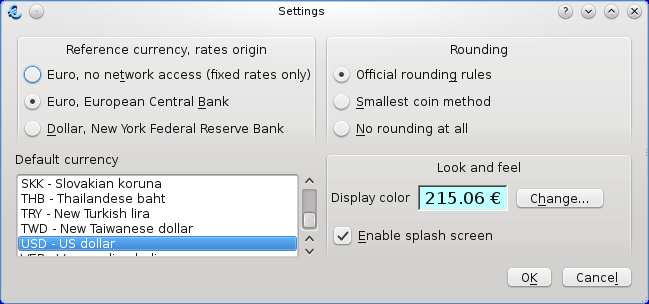 Settings
Reference currency, rates origin
Euro, no network access (fixed rates only)
Euro, European Central Bank
Dollar, New York Federal Reserve Bank
Rounding
Official rounding rules
Smallest coin method
No rounding at all
Default currency
SKK - Slovakian koruna
THB - Thailandese baht
TRY - New Turkish lira
TWD - New Taiwanese dollar
USD - US dollar
Look and feel
Display color 215.06 € Change...
Enable splash screen
OK Cancel